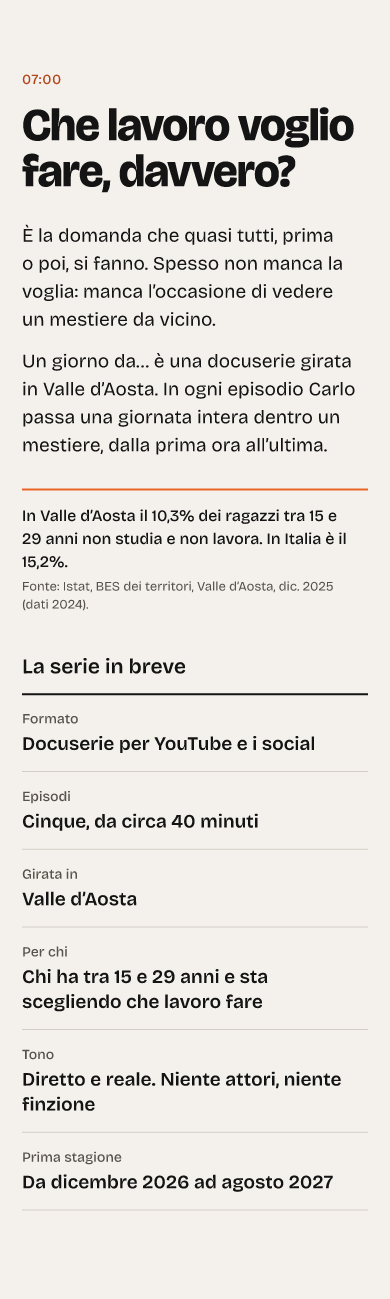 07:00
Che lavoro voglio
fare, davvero?
È la domanda che quasi tutti, prima
o poi, si fanno. Spesso non manca la
voglia: manca l'occasione di vedere
un mestiere da vicino.
Un giorno da... è una docuserie girata
in Valle d'Aosta. In ogni episodio Carlo
passa una giornata intera dentro un
mestiere, dalla prima ora all'ultima.
In Valle d'Aosta il 10,3% dei ragazzi tra 15 e
29 anni non studia e non lavora. In Italia è il
15,2%.
Fonte: Istat, BES dei territori, Valle d'Aosta, dic. 2025
(dati 2024).
La serie in breve
Formato
Docuserie per YouTube e i social
Episodi
Cinque, da circa 40 minuti
Girata in
Valle d'Aosta
Per chi
Chi ha tra 15 e 29 anni e sta
scegliendo che lavoro fare
Tono
Diretto e reale. Niente attori, niente
finzione
Prima stagione
Da dicembre 2026 ad agosto 2027